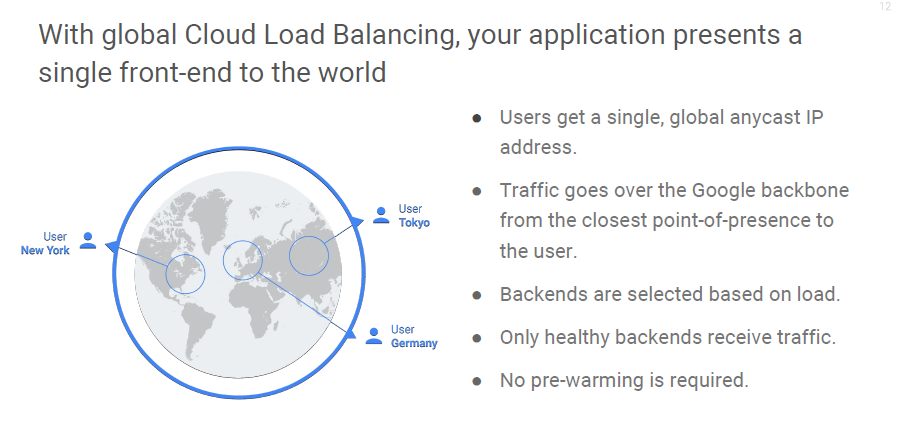 12
With global Cloud Load Balancing, your application presents a
single front-end to the world
● Users get a single, global anycast IP
address.
● Traffic goes over the Google backbone
from the closest point-of-presence to
the user.
● Backends are selected based on load.
● Only healthy backends receive traffic.
● No pre-warming is required.
User
New York
User
Tokyo
User
Germany